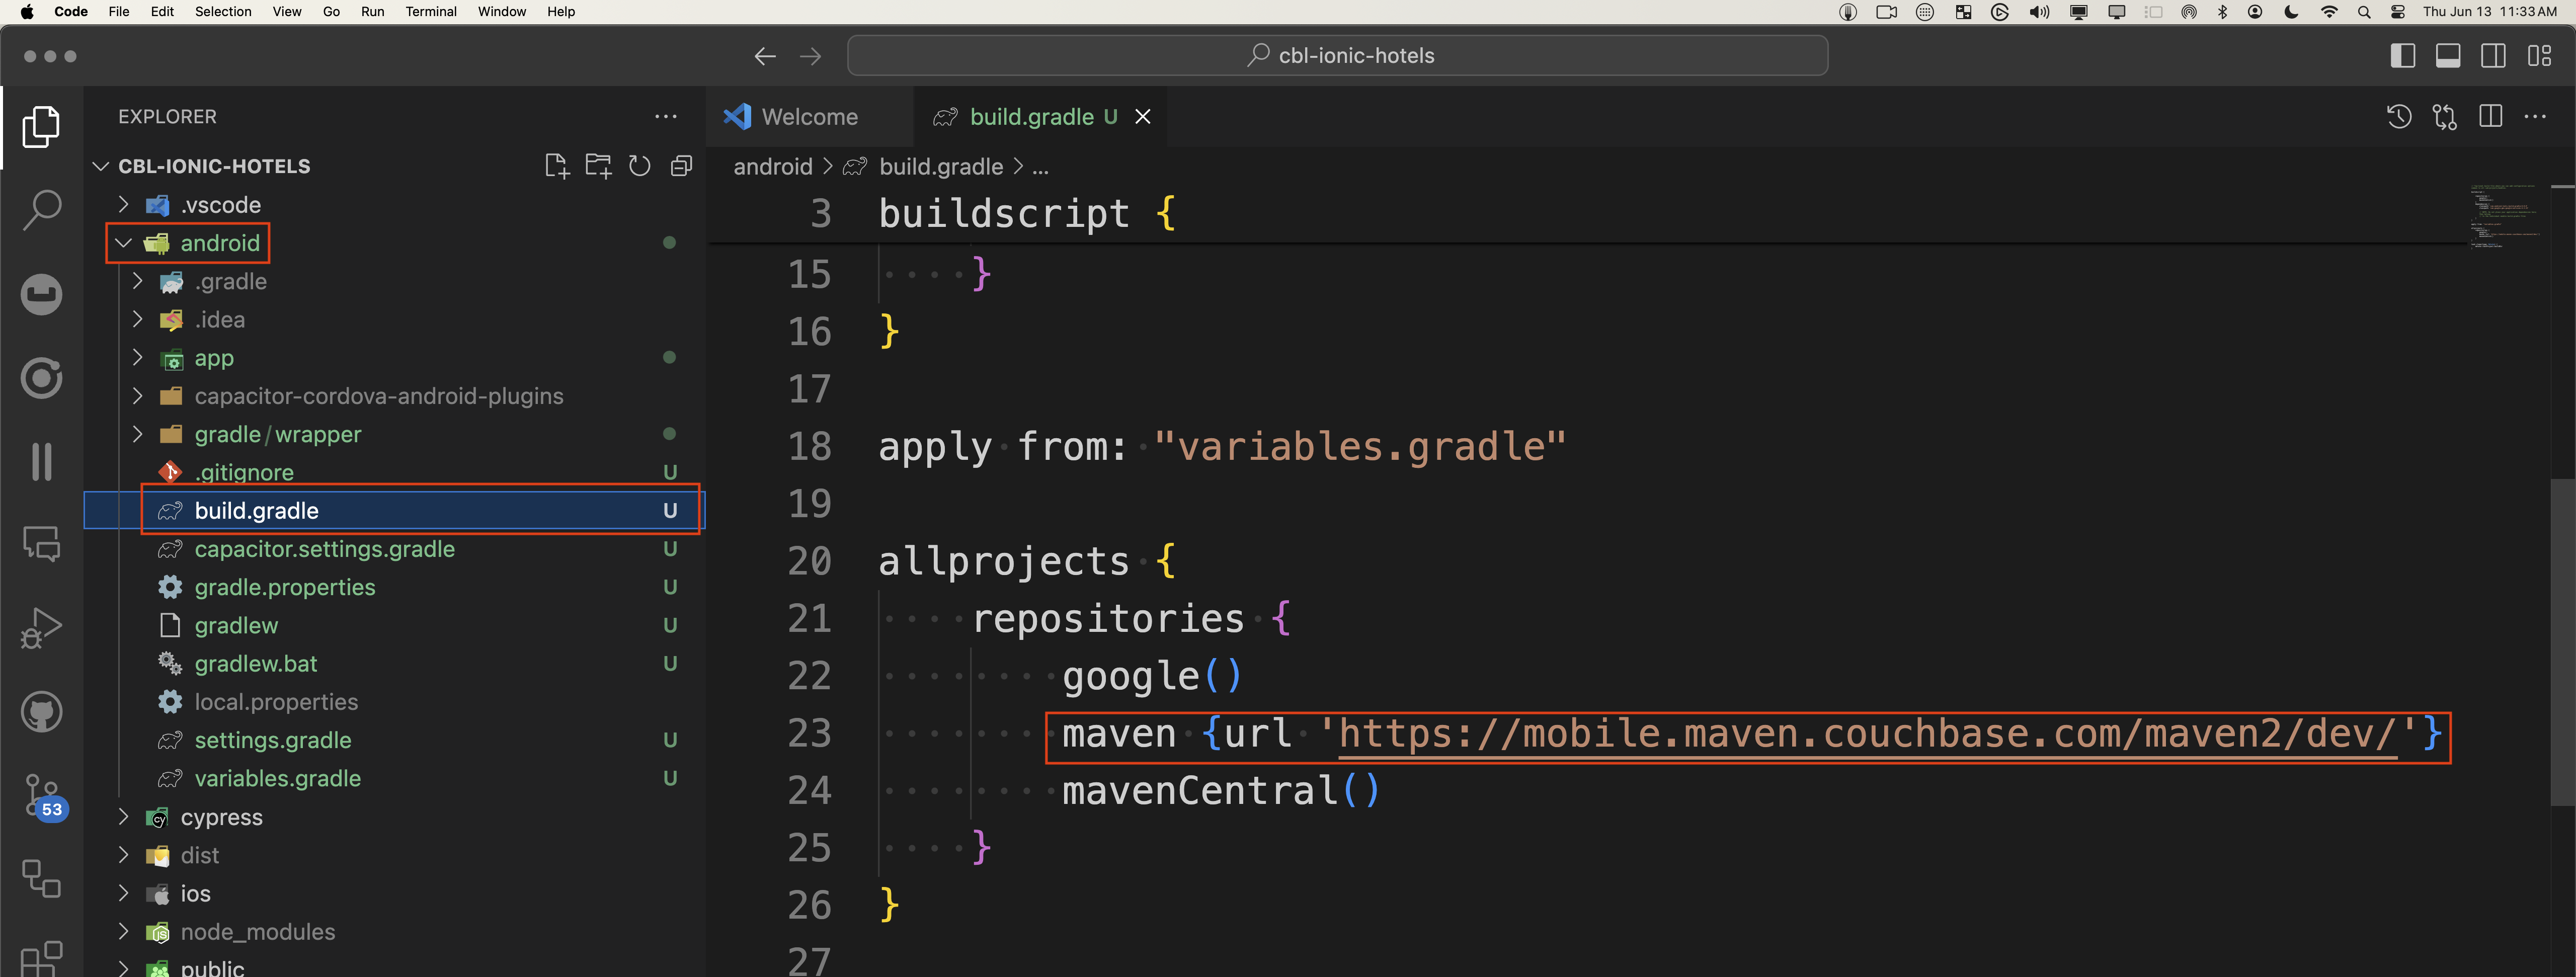 Code File Edit Selection View Go Run Terminal Window Help Thu Jun 13 11:33 AM
cbl-ionic-hotels
EXPLORER
CBL-IONIC-HOTELS
.vscode
android
.gradle
.idea
app
capacitor-cordova-android-plugins
gradle/wrapper
.gitignore U
build.gradle U
capacitor.settings.gradle U
gradle.properties U
gradlew U
gradlew.bat U
local.properties
settings.gradle U
variables.gradle U
cypress
dist
ios
node_modules
public
53
Welcome build.gradle U
android > build.gradle > ...
3 buildscript {
15 }
16 }
17
18 apply from: "variables.gradle"
19
20 allprojects {
21 repositories {
22 google()
23 maven {url 'https://mobile.maven.couchbase.com/maven2/dev/'}
24 mavenCentral()
25 }
26 }
27